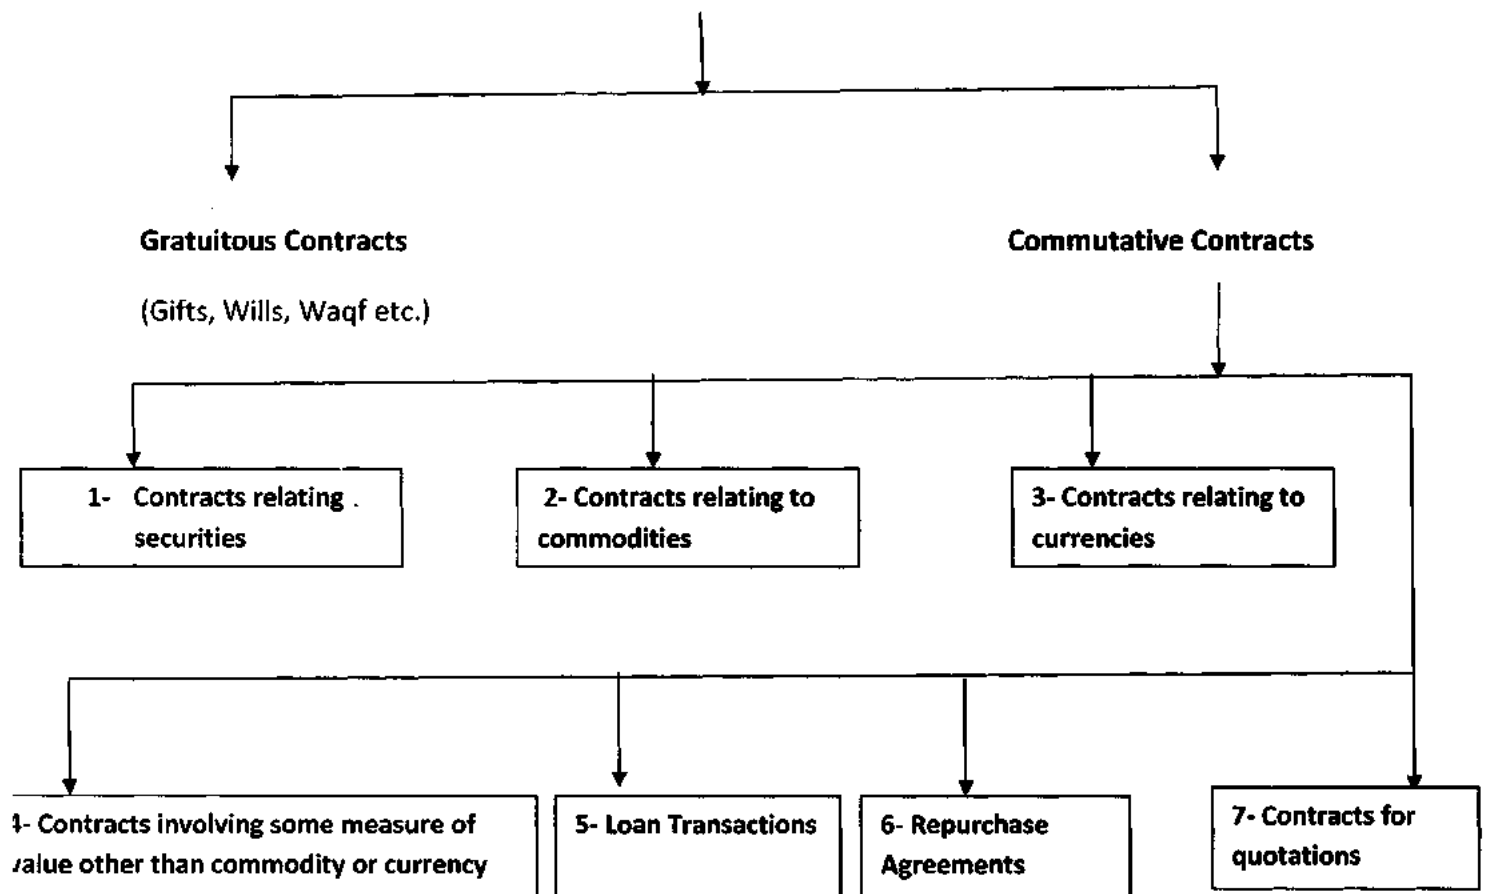 Gratuitous Contracts
Commutative Contracts
(Gifts, Wills, Waqf etc.)
1- Contracts relating .
securities
2- Contracts relating to
commodities
3- Contracts relating to
currencies
4- Contracts involving some measure of
value other than commodity or currency
5- Loan Transactions
6- Repurchase
Agreements
7- Contracts for
quotations